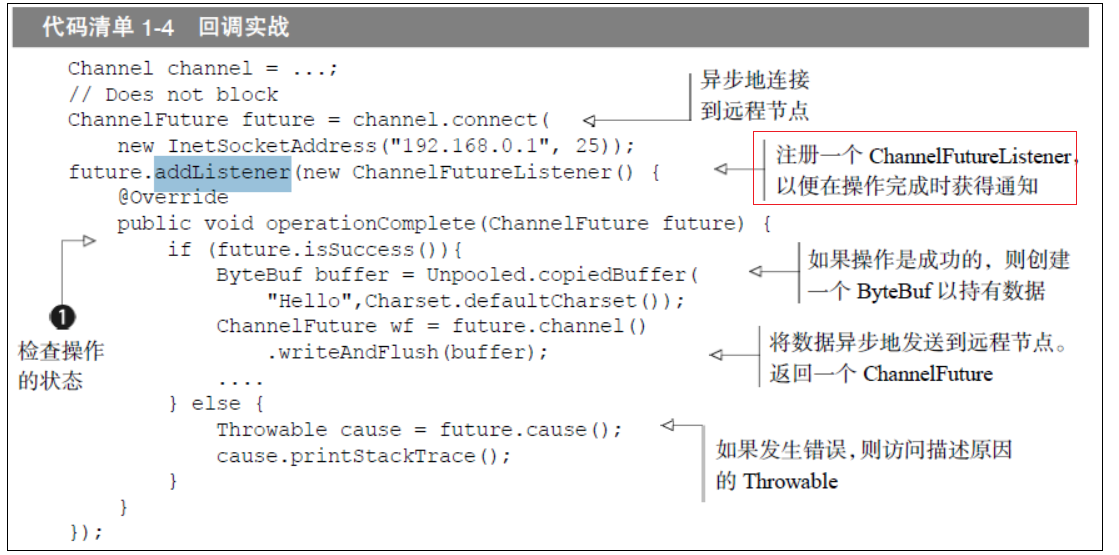 代码清单 1-4 回调实战
Channel channel = ...;
// Does not block
ChannelFuture future = channel.connect(
new InetSocketAddress("192.168.0.1", 25));
future.addListener(new ChannelFutureListener() {
@Override
public void operationComplete(ChannelFuture future) {
if (future.isSuccess()){
ByteBuf buffer = Unpooled.copiedBuffer(
"Hello",Charset.defaultCharset());
ChannelFuture wf = future.channel()
.writeAndFlush(buffer);
....
} else {
Throwable cause = future.cause();
cause.printStackTrace();
}
}
});
异步地连接
到远程节点
注册一个 ChannelFutureListener,
以便在操作完成时获得通知
❶
检查操作
的状态
如果操作是成功的，则创建
一个 ByteBuf 以持有数据
将数据异步地发送到远程节点。
返回一个 ChannelFuture
如果发生错误，则访问描述原因
的 Throwable